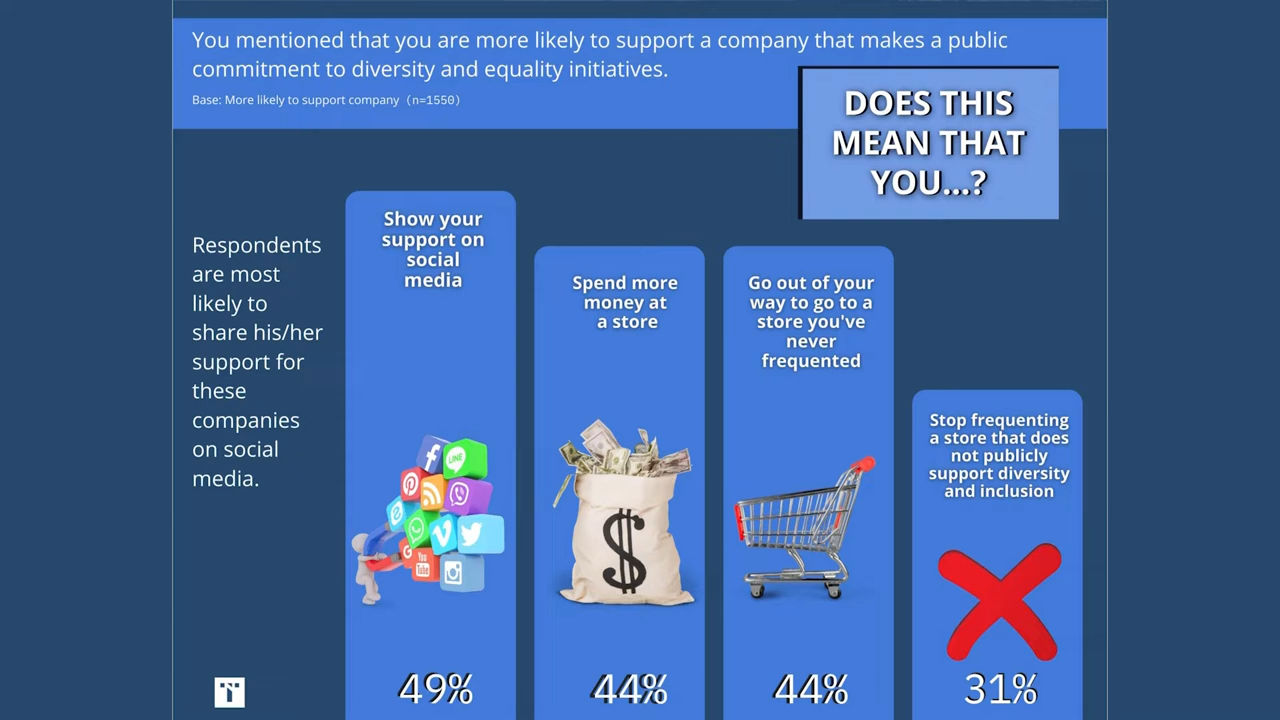 You mentioned that you are more likely to support a company that makes a public
commitment to diversity and equality initiatives.
Base: More likely to support company (n=1550)
DOES THIS
MEAN THAT
YOU...?
Respondents
are most
likely to
share his/her
support for
these
companies
on social
media.
Show your
support on
social
media
49%
Spend more
money at
a store
$
44%
Go out of your
way to go to a
store you've
never
frequented
44%
Stop frequenting
a store that does
not publicly
support diversity
and inclusion
31%
LINE
You
Tube